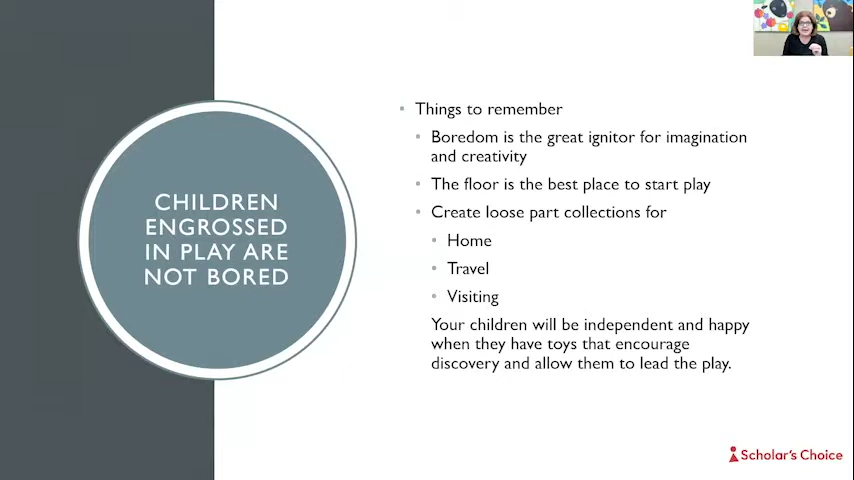 CHILDREN
ENGROSSED
IN PLAY ARE
NOT BORED
Things to remember
Boredom is the great ignitor for imagination
and creativity
The floor is the best place to start play
Create loose part collections for
Home
Travel
Visiting
Your children will be independent and happy
when they have toys that encourage
discovery and allow them to lead the play.
Scholar's Choice